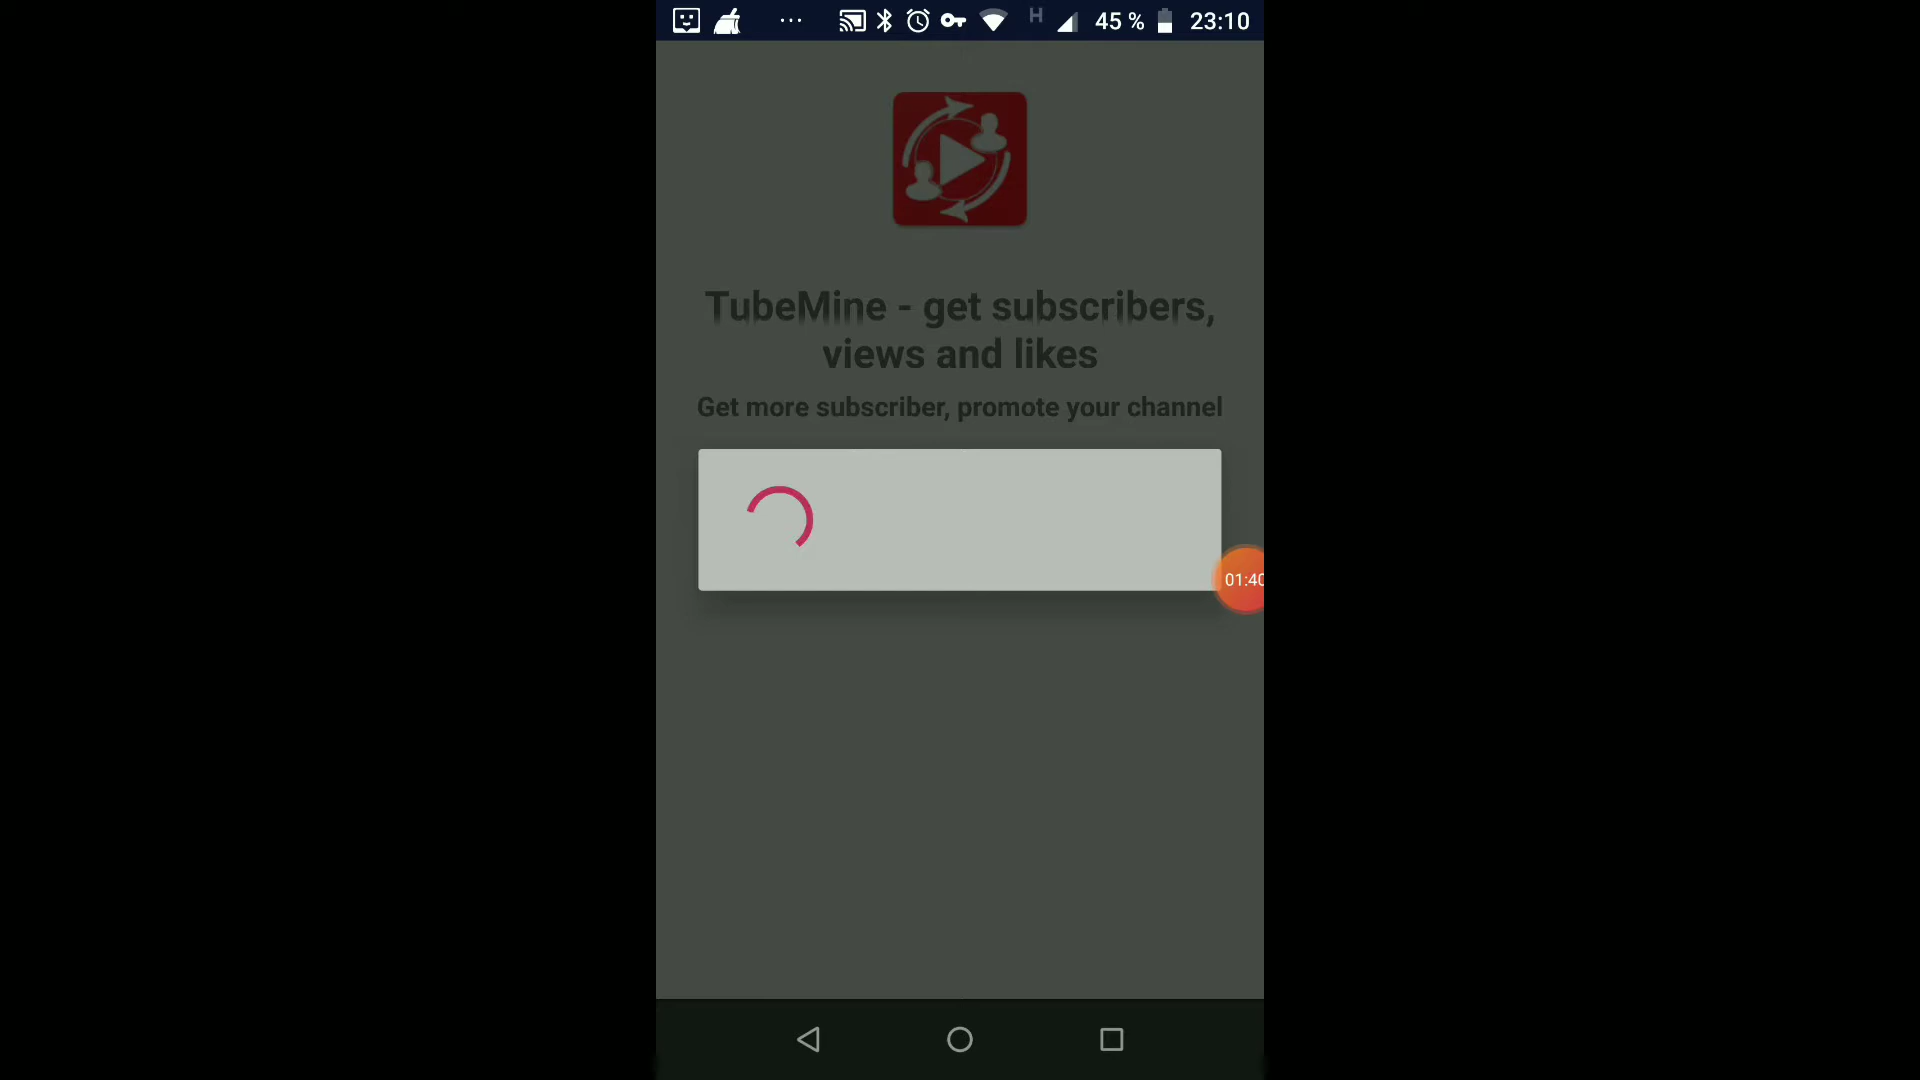 H 45 % 23:10
TubeMine - get subscribers,
views and likes
Get more subscriber, promote your channel
01:40